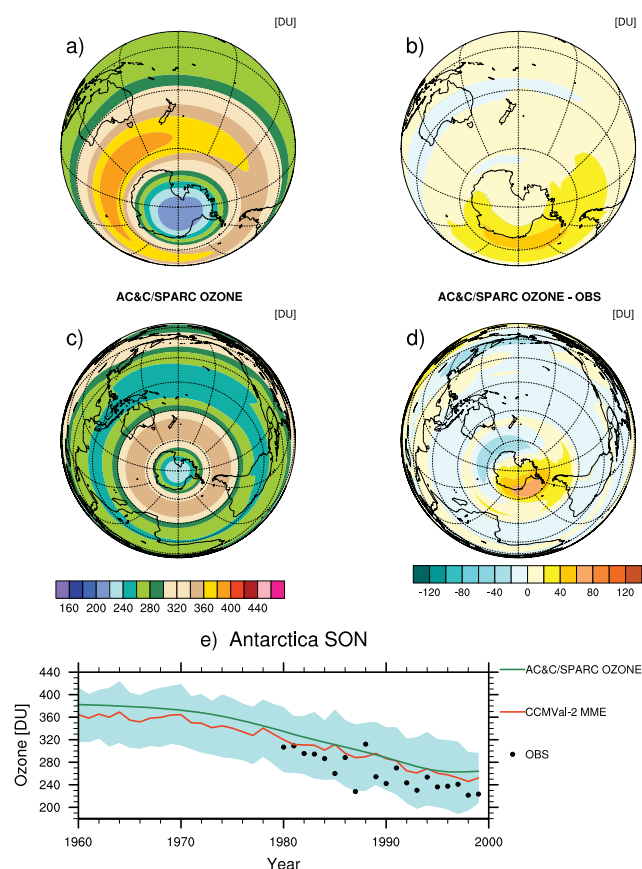 [DU]
[DU]
a)
b)
AC&C/SPARC OZONE
AC&C/SPARC OZONE - OBS
[DU]
[DU]
c)
d)
160 200 240 280 320 360 400 440
-120 -80 -40 0 40 80 120
e) Antarctica SON
440
400
360
320
280
240
200
Ozone [DU]
1960 1970 1980 1990 2000
Year
AC&C/SPARC OZONE
CCMVal-2 MME
OBS